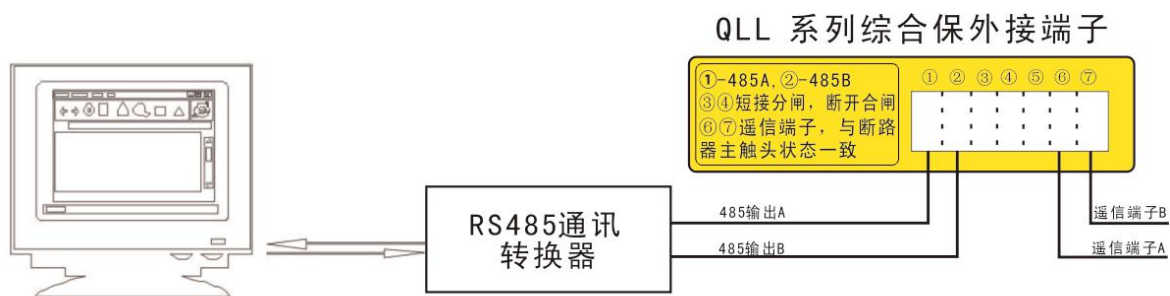 QLL 系列综合保外接端子
①-485A, ②-485B
③④短接分闸, 断开合闸
⑥⑦遥信端子, 与断路
器主触头状态一致
① ② ③ ④ ⑤ ⑥ ⑦
RS485通讯
转换器
485输出A
485输出B
遥信端子B
遥信端子A